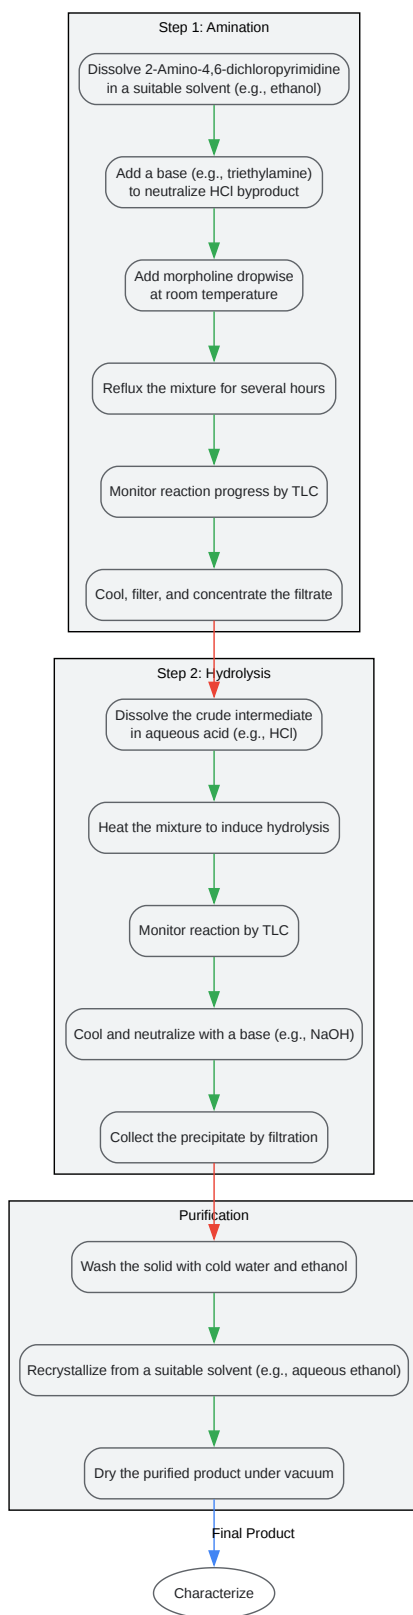 Step 1: Amination
Dissolve 2-Amino-4,6-dichloropyrimidine
in a suitable solvent (e.g., ethanol)
Add a base (e.g., triethylamine)
to neutralize HCl byproduct
Add morpholine dropwise
at room temperature
Reflux the mixture for several hours
Monitor reaction progress by TLC
Cool, filter, and concentrate the filtrate
Step 2: Hydrolysis
Dissolve the crude intermediate
in aqueous acid (e.g., HCl)
Heat the mixture to induce hydrolysis
Monitor reaction by TLC
Cool and neutralize with a base (e.g., NaOH)
Collect the precipitate by filtration
Purification
Wash the solid with cold water and ethanol
Recrystallize from a suitable solvent (e.g., aqueous ethanol)
Dry the purified product under vacuum
Final Product
Characterize